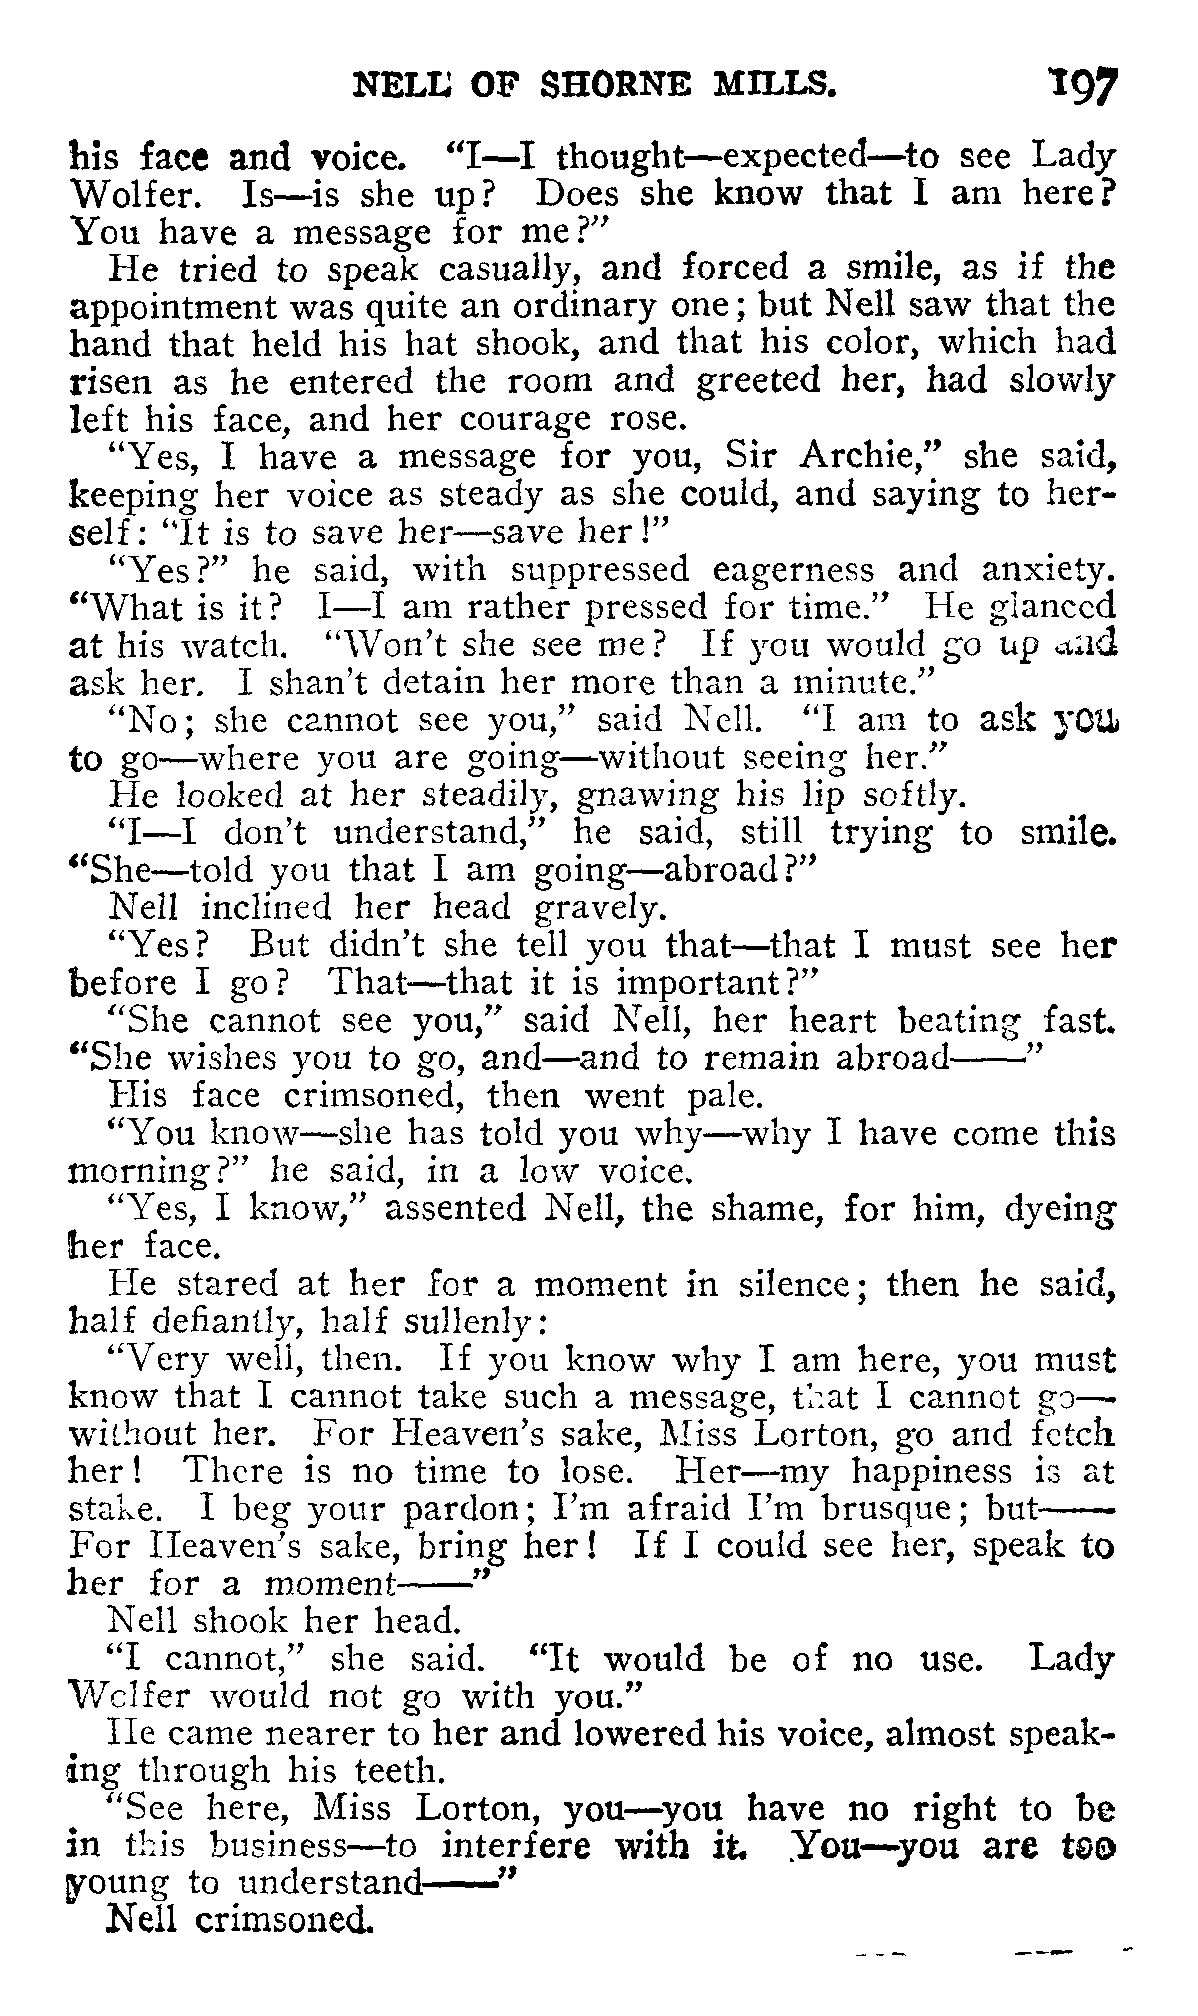 NELL OF SHORNE MILLS. 197
his face and voice. "I—I thought—expected—to see Lady
Wolfer. Is—is she up? Does she know that I am here?
You have a message for me?"
He tried to speak casually, and forced a smile, as if the
appointment was quite an ordinary one; but Nell saw that the
hand that held his hat shook, and that his color, which had
risen as he entered the room and greeted her, had slowly
left his face, and her courage rose.
"Yes, I have a message for you, Sir Archie," she said,
keeping her voice as steady as she could, and saying to her-
self: "It is to save her—save her!"
"Yes?" he said, with suppressed eagerness and anxiety.
"What is it? I—I am rather pressed for time." He glanced
at his watch. "Won't she see me? If you would go up and
ask her. I shan't detain her more than a minute."
"No; she cannot see you," said Nell. "I am to ask you
to go—where you are going—without seeing her."
He looked at her steadily, gnawing his lip softly.
"I—I don't understand," he said, still trying to smile.
"She—told you that I am going—abroad?"
Nell inclined her head gravely.
"Yes? But didn't she tell you that—that I must see her
before I go? That—that it is important?"
"She cannot see you," said Nell, her heart beating fast.
"She wishes you to go, and—and to remain abroad——"
His face crimsoned, then went pale.
"You know—she has told you why—why I have come this
morning?" he said, in a low voice.
"Yes, I know," assented Nell, the shame, for him, dyeing
her face.
He stared at her for a moment in silence; then he said,
half defiantly, half sullenly:
"Very well, then. If you know why I am here, you must
know that I cannot take such a message, that I cannot go—
without her. For Heaven's sake, Miss Lorton, go and fetch
her! There is no time to lose. Her—my happiness is at
stake. I beg your pardon; I'm afraid I'm brusque; but——
For Heaven's sake, bring her! If I could see her, speak to
her for a moment——"
Nell shook her head.
"I cannot," she said. "It would be of no use. Lady
Wolfer would not go with you."
He came nearer to her and lowered his voice, almost speak-
ing through his teeth.
"See here, Miss Lorton, you—you have no right to be
in this business—to interfere with it. You—you are too
young to understand——"
Nell crimsoned.